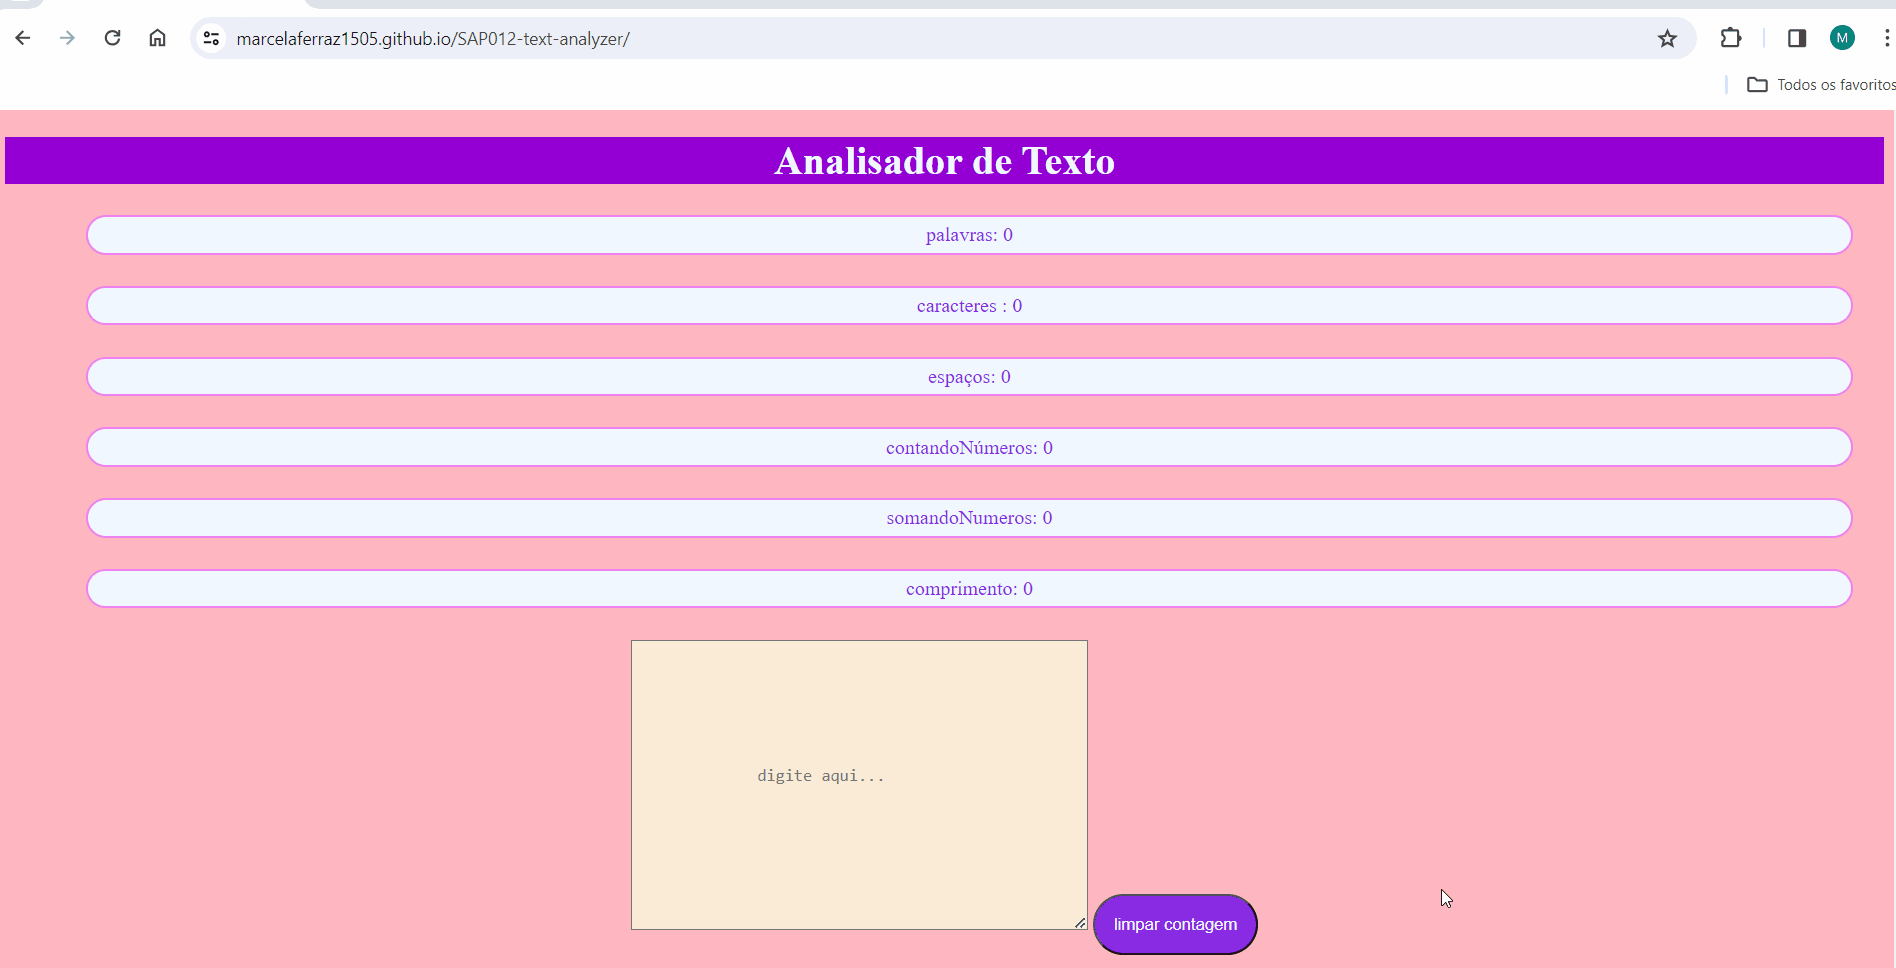 marcelaferraz1505.github.io/SAP012-text-analyzer/
M
Todos os favoritos
Analisador de Texto
palavras: 0
caracteres : 0
espaços: 0
contandoNúmeros: 0
somandoNumeros: 0
comprimento: 0
digite aqui...
limpar contagem